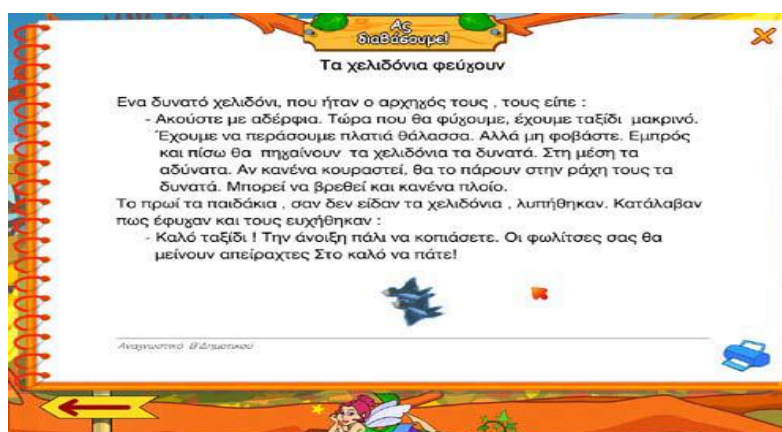 Ας
διαβάσουμε!
Τα χελιδόνια φεύγουν
Ενα δυνατό χελιδόνι, που ήταν ο αρχηγός τους , τους είπε :
- Ακούστε με αδέρφια. Τώρα που θα φύγουμε, έχουμε ταξίδι μακρινό.
Έχουμε να περάσουμε πλατιά θάλασσα. Αλλά μη φοβάστε. Εμπρός
και πίσω θα πηγαίνουν τα χελιδόνια τα δυνατά. Στη μέση τα
αδύνατα. Αν κανένα κουραστεί, θα το πάρουν στην ράχη τους τα
δυνατά. Μπορεί να βρεθεί και κανένα πλοίο.
Το πρωί τα παιδάκια , σαν δεν είδαν τα χελιδόνια , λυπήθηκαν. Κατάλαβαν
πως έφυγαν και τους ευχήθηκαν :
- Καλό ταξίδι ! Την άνοιξη πάλι να κοπιάσετε. Οι φωλίτσες σας θα
μείνουν απείραχτες Στο καλό να πάτε!
Αναγνωστικό Β΄Δημοτικού